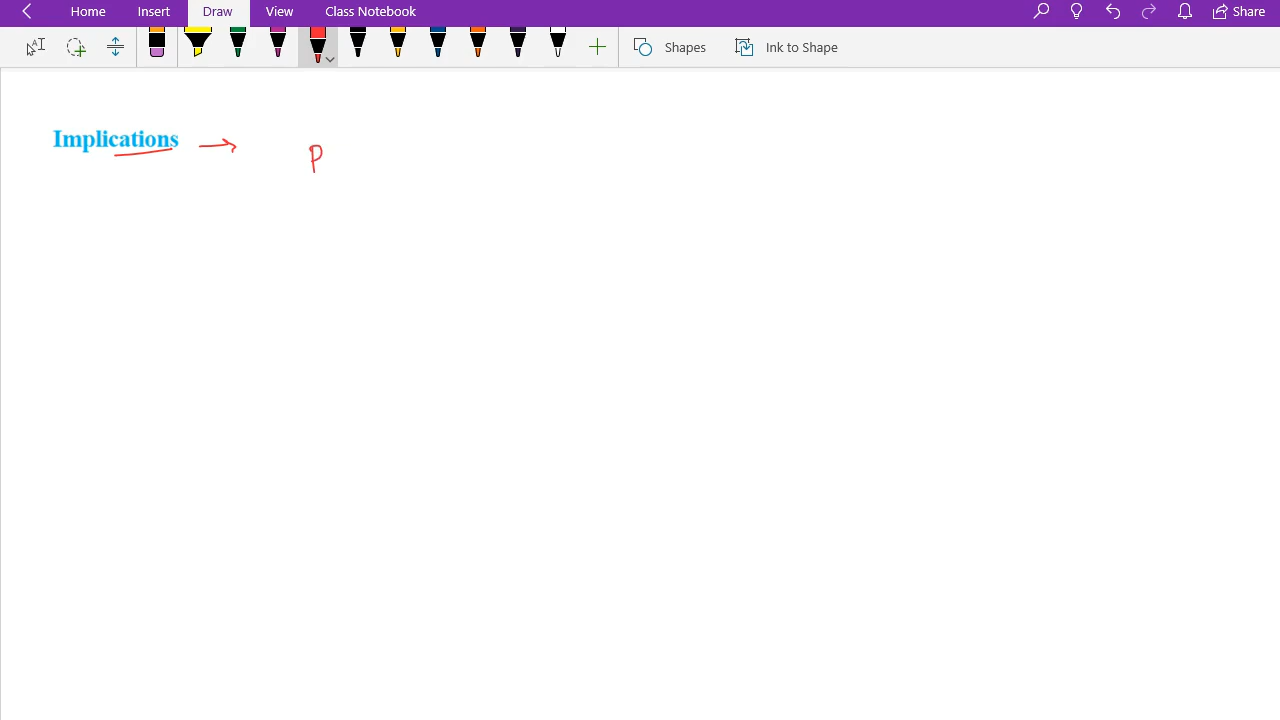 Home Insert Draw View Class Notebook Share
Shapes Ink to Shape
Implications → P